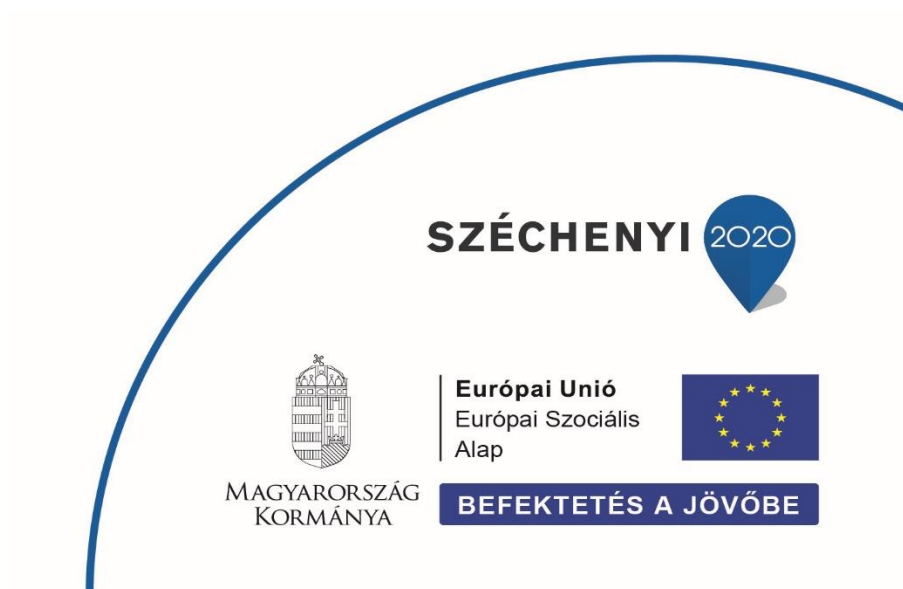 SZÉCHENYI 2020
Európai Unió
Európai Szociális
Alap
MAGYARORSZÁG
KORMÁNYA
BEFEKTETÉS A JÖVŐBE